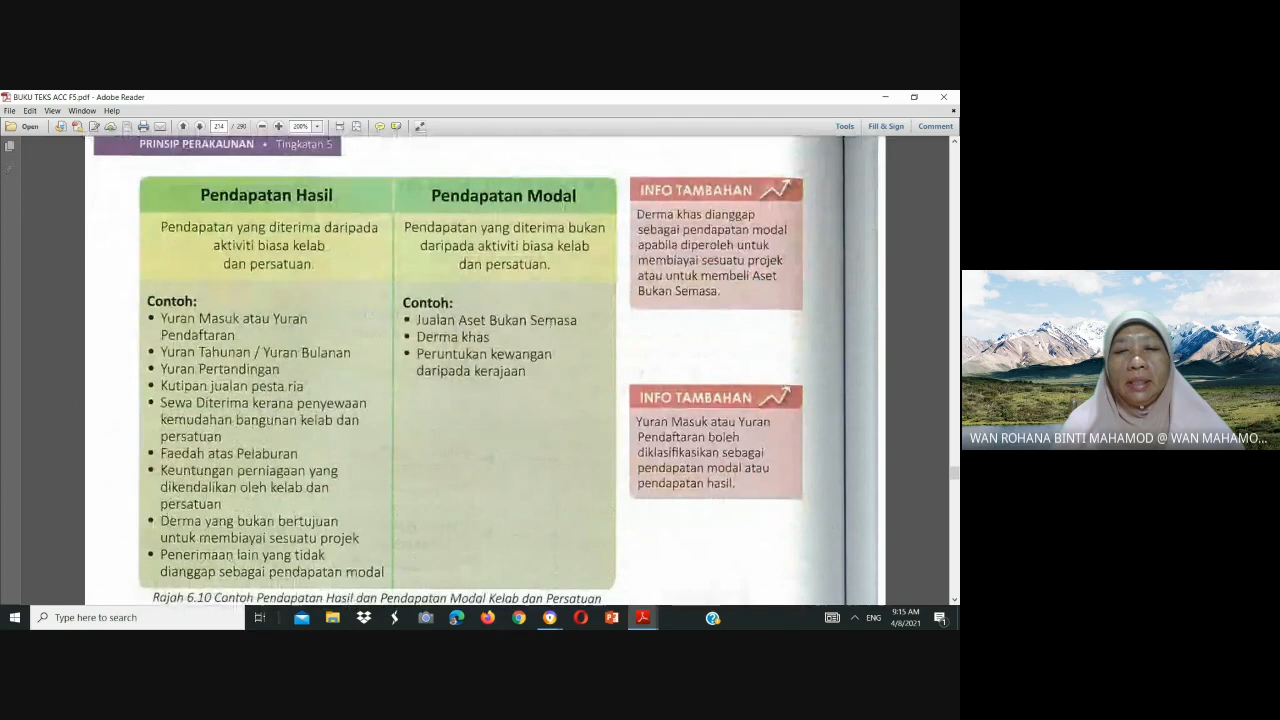 BUKU TEKS ACC F5.pdf - Adobe Reader
File Edit View Window Help
Open 214 / 290 200% Tools Fill & Sign Comment
PRINSIP PERAKAUNAN • Tingkatan 5
Pendapatan Hasil
Pendapatan yang diterima daripada
aktiviti biasa kelab
dan persatuan.
Contoh:
• Yuran Masuk atau Yuran
Pendaftaran
• Yuran Tahunan / Yuran Bulanan
• Yuran Pertandingan
• Kutipan jualan pesta ria
• Sewa Diterima kerana penyewaan
kemudahan bangunan kelab dan
persatuan
• Faedah atas Pelaburan
• Keuntungan perniagaan yang
dikendalikan oleh kelab dan
persatuan
• Derma yang bukan bertujuan
untuk membiayai sesuatu projek
• Penerimaan lain yang tidak
dianggap sebagai pendapatan modal
Pendapatan Modal
Pendapatan yang diterima bukan
daripada aktiviti biasa kelab
dan persatuan.
Contoh:
• Jualan Aset Bukan Semasa
• Derma khas
• Peruntukan kewangan
daripada kerajaan
Rajah 6.10 Contoh Pendapatan Hasil dan Pendapatan Modal Kelab dan Persatuan
INFO TAMBAHAN
Derma khas dianggap
sebagai pendapatan modal
apabila diperoleh untuk
membiayai sesuatu projek
atau untuk membeli Aset
Bukan Semasa.
INFO TAMBAHAN
Yuran Masuk atau Yuran
Pendaftaran boleh
diklasifikasikan sebagai
pendapatan modal atau
pendapatan hasil.
WAN ROHANA BINTI MAHAMOD @ WAN MAHAMO...
Type here to search
ENG
9:15 AM
4/8/2021